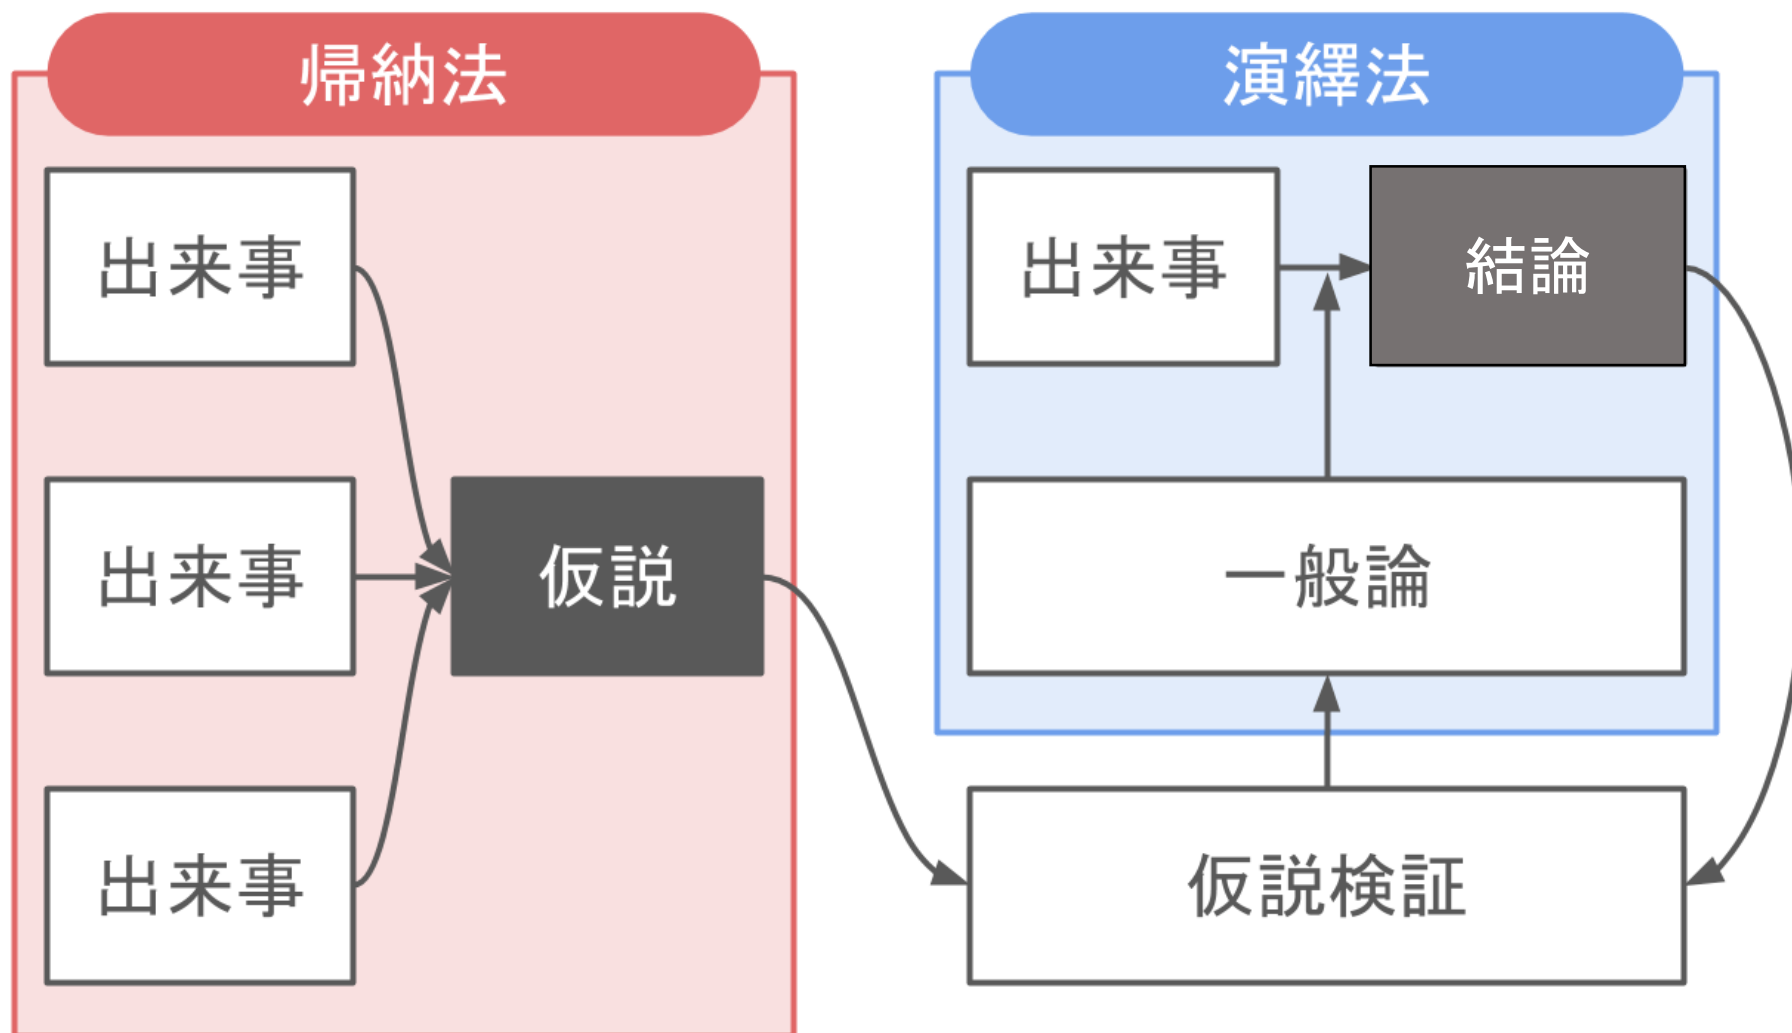 帰納法
出来事
出来事
出来事
仮説
演繹法
出来事
結論
一般論
仮説検証